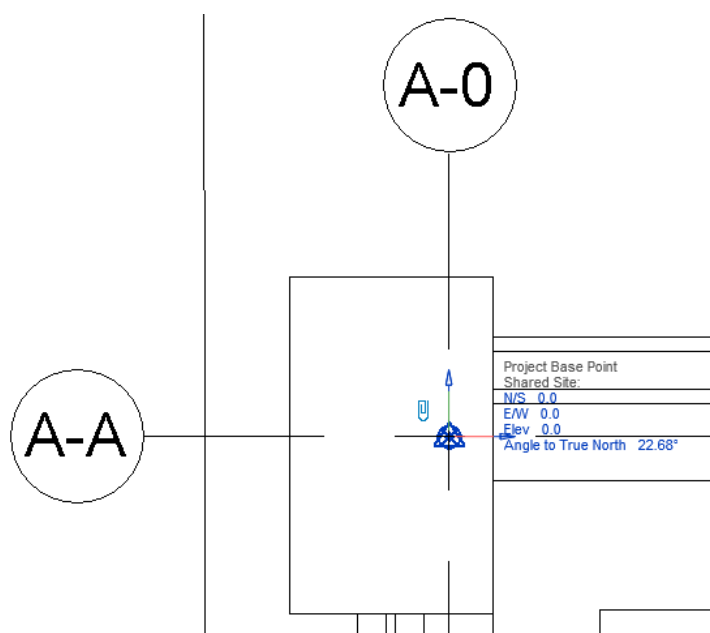 A-0
A-A
Project Base Point
Shared Site:
N/S 0.0
E/W 0.0
Elev 0.0
Angle to True North 22.68°